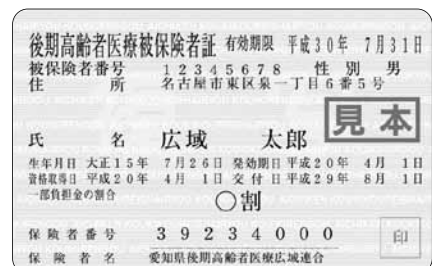 後期高齢者医療被保険者証 有効期限 平成30年 7月31日
被保険者番号 12345678 性別 男
住所 名古屋市東区泉一丁目6番5号
見本
氏名 広域 太郎
生年月日 大正15年 7月26日 発効期日 平成20年 4月 1日
資格取得日 平成20年 4月 1日 交付日 平成29年 8月 1日
一部負担金の割合
○割
保険者番号 39234000
印
保険者名 愛知県後期高齢者医療広域連合